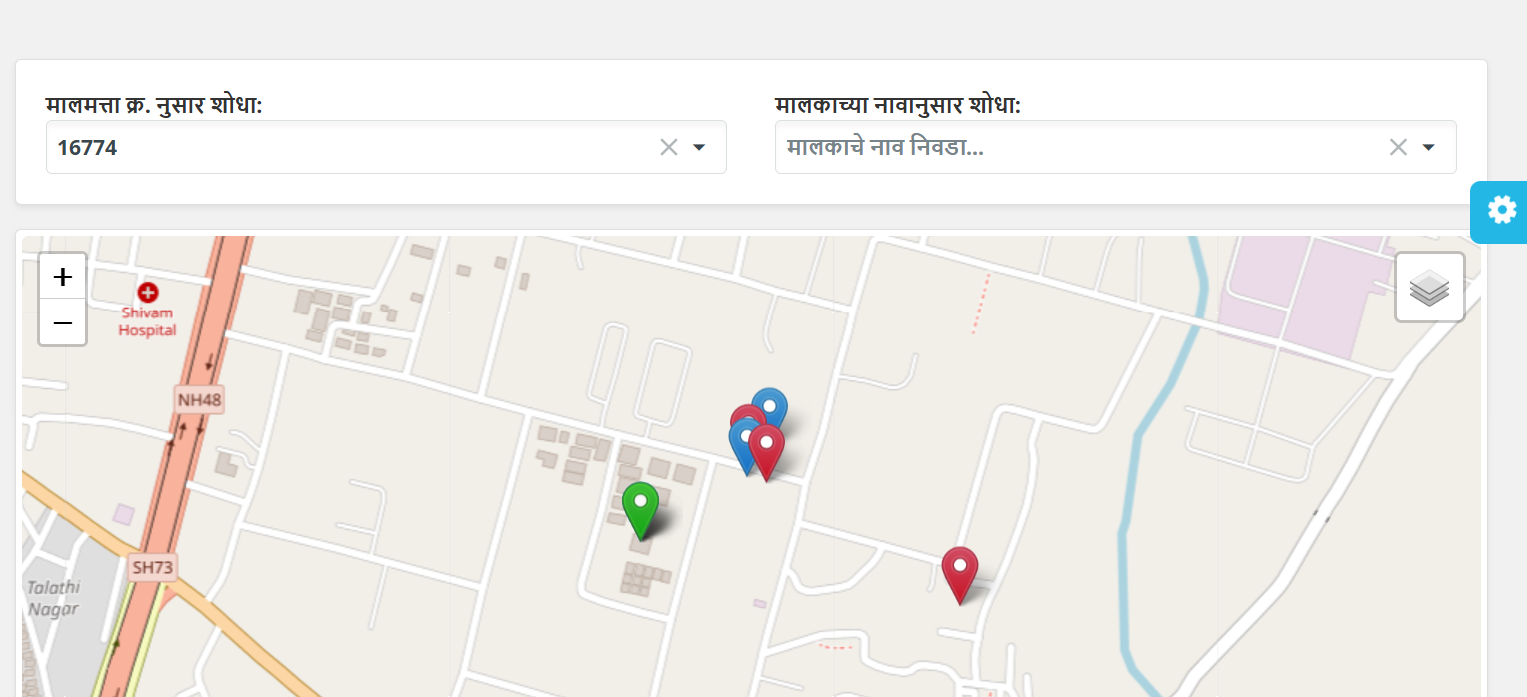 मालमत्ता क्र. नुसार शोधा:
मालकाच्या नावानुसार शोधा:
16774
मालकाचे नाव निवडा...
+
−
Shivam
Hospital
NH48
SH73
Talathi
Nagar